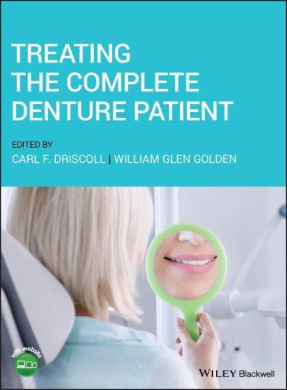 TREATING
THE COMPLETE
DENTURE PATIENT
EDITED BY
CARL F. DRISCOLL | WILLIAM GLEN GOLDEN
with website
WILEY Blackwell